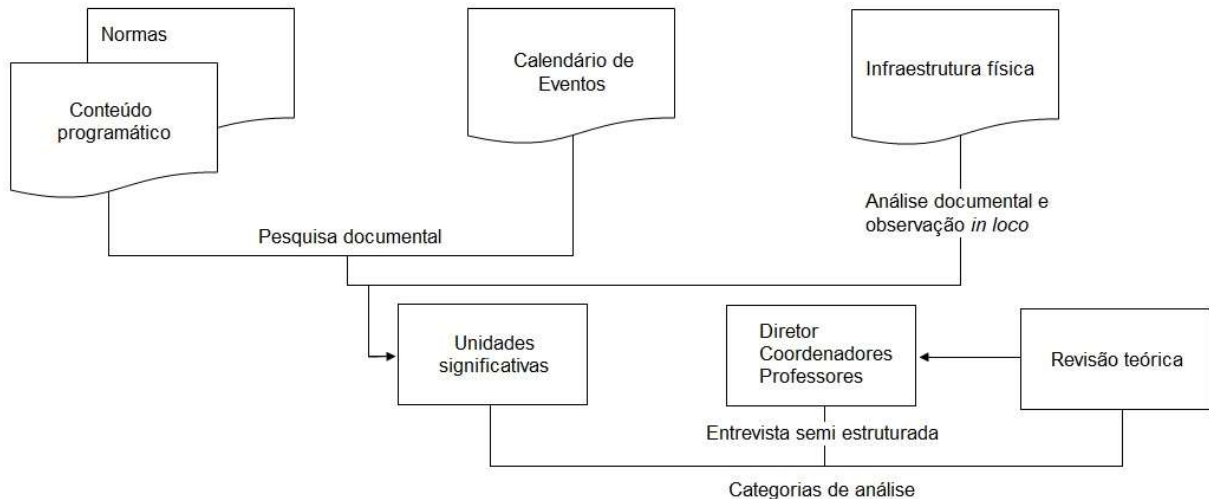 Normas
Conteúdo
programático
Calendário de
Eventos
Infraestrutura física
Análise documental e
observação in loco
Pesquisa documental
Unidades
significativas
Diretor
Coordenadores
Professores
Revisão teórica
Entrevista semi estruturada
Categorias de análise